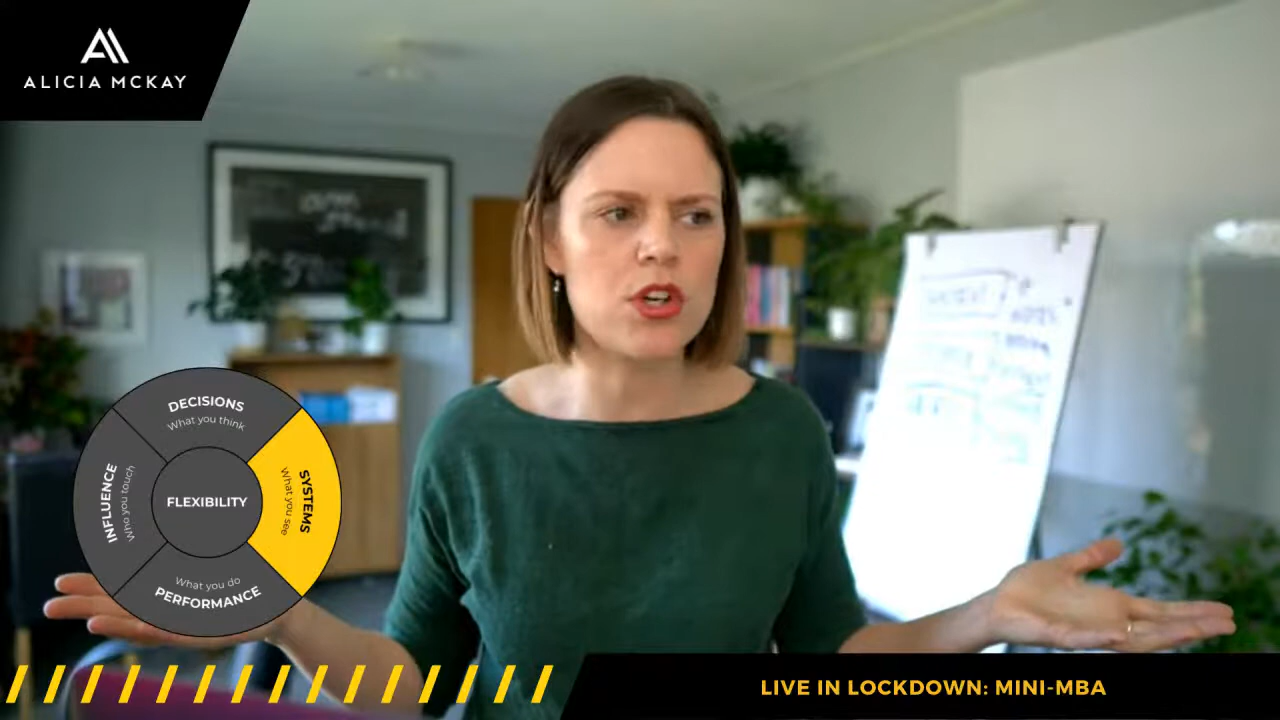 ALICIA MCKAY
DECISIONS
What you think
SYSTEMS
What you see
FLEXIBILITY
INFLUENCE
Who you touch
What you do
PERFORMANCE
LIVE IN LOCKDOWN: MINI-MBA